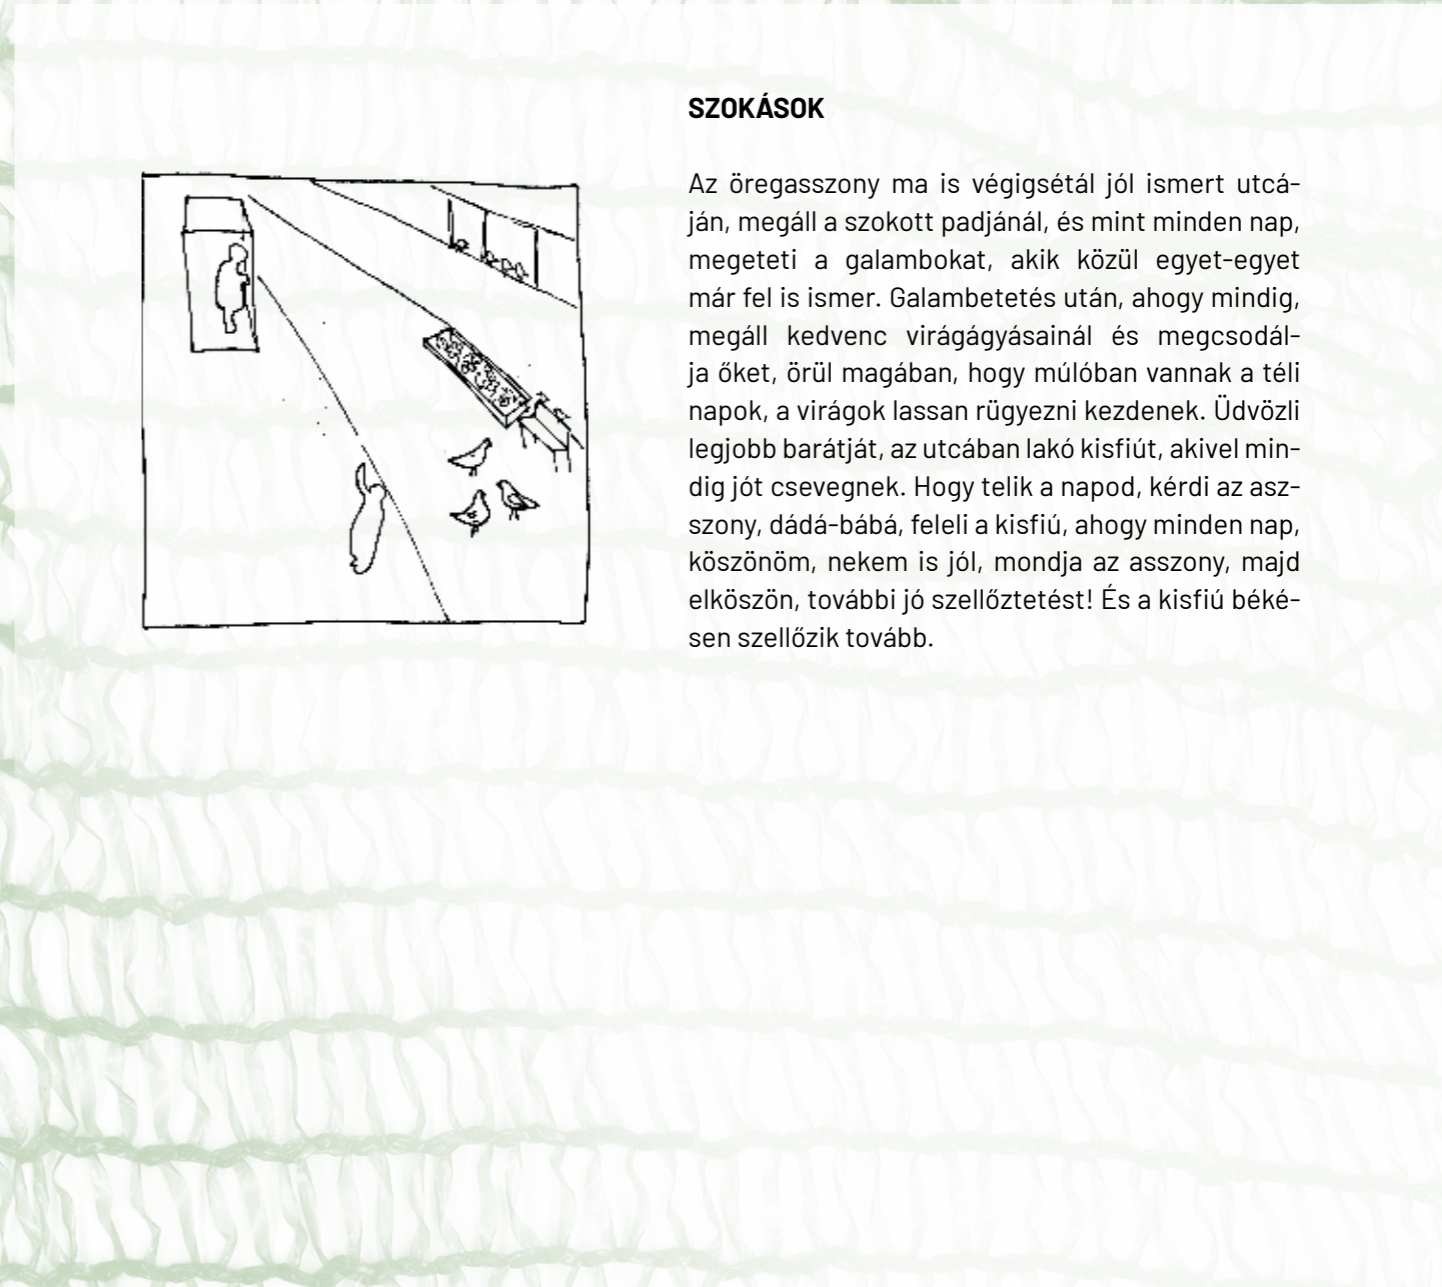 SZOKÁSOK
Az öregasszony ma is végigsétál jól ismert utcá-
ján, megáll a szokott padjánál, és mint minden nap,
megeteti a galambokat, akik közül egyet-egyet
már fel is ismer. Galambetetés után, ahogy mindig,
megáll kedvenc virágágyásainál és megcsodál-
ja őket, örül magában, hogy múlóban vannak a téli
napok, a virágok lassan rügyezni kezdenek. Üdvözli
legjobb barátját, az utcában lakó kisfiút, akivel min-
dig jót csevegnek. Hogy telik a napod, kérdi az asz-
szony, dádá-bábá, feleli a kisfiú, ahogy minden nap,
köszönöm, nekem is jól, mondja az asszony, majd
elköszön, további jó szellőztetést! És a kisfiú béké-
sen szellőzik tovább.